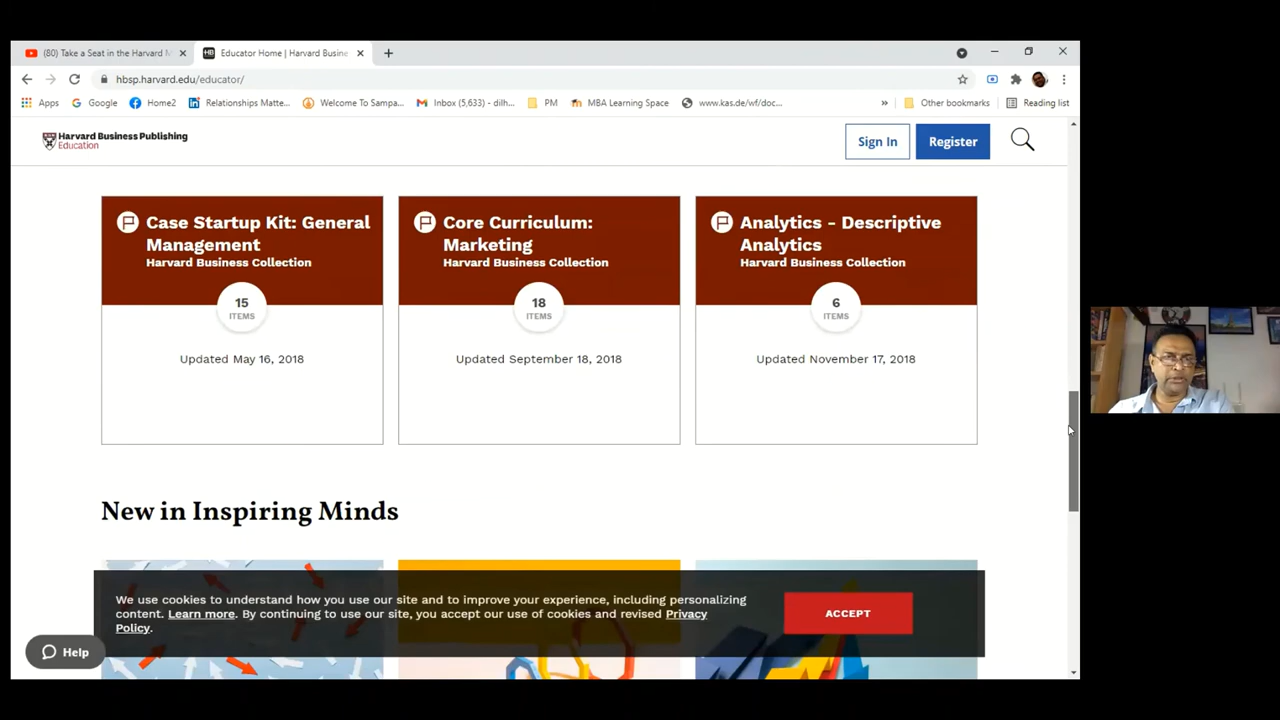 (80) Take a Seat in the Harvard M
Educator Home | Harvard Busine
hbsp.harvard.edu/educator/
Apps
Google
Home2
Relationships Matte...
Welcome To Sampa...
Inbox (5,633) - dilh...
PM
MBA Learning Space
www.kas.de/wf/doc...
»
Other bookmarks
Reading list
Harvard Business Publishing
Education
Sign In
Register
Case Startup Kit: General
Management
Harvard Business Collection
15
ITEMS
Updated May 16, 2018
Core Curriculum:
Marketing
Harvard Business Collection
18
ITEMS
Updated September 18, 2018
Analytics - Descriptive
Analytics
Harvard Business Collection
6
ITEMS
Updated November 17, 2018
New in Inspiring Minds
We use cookies to understand how you use our site and to improve your experience, including personalizing
content. Learn more. By continuing to use our site, you accept our use of cookies and revised Privacy
Policy.
ACCEPT
Help